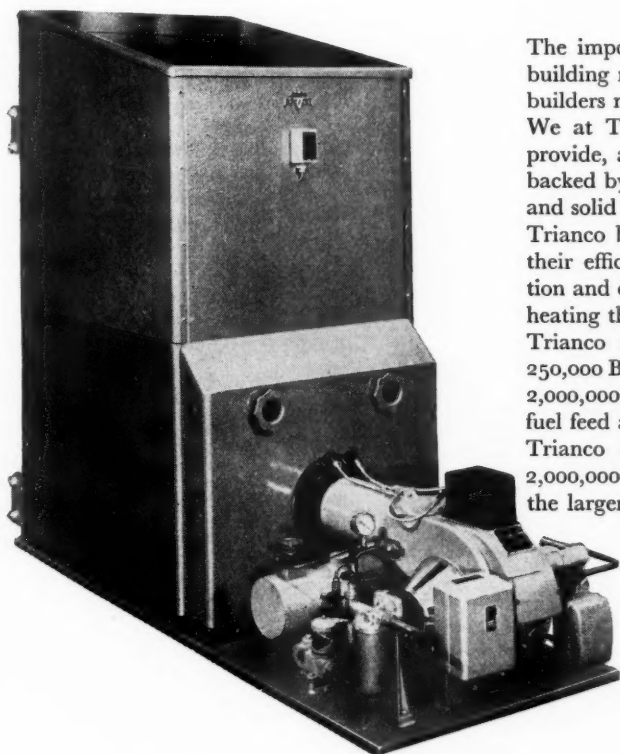 The impo
building r
builders r
We at T
provide, a
backed by
and solid
Trianco b
their effic
tion and c
heating th
Trianco
250,000 B
2,000,000
fuel feed a
Trianco
2,000,000
the larger